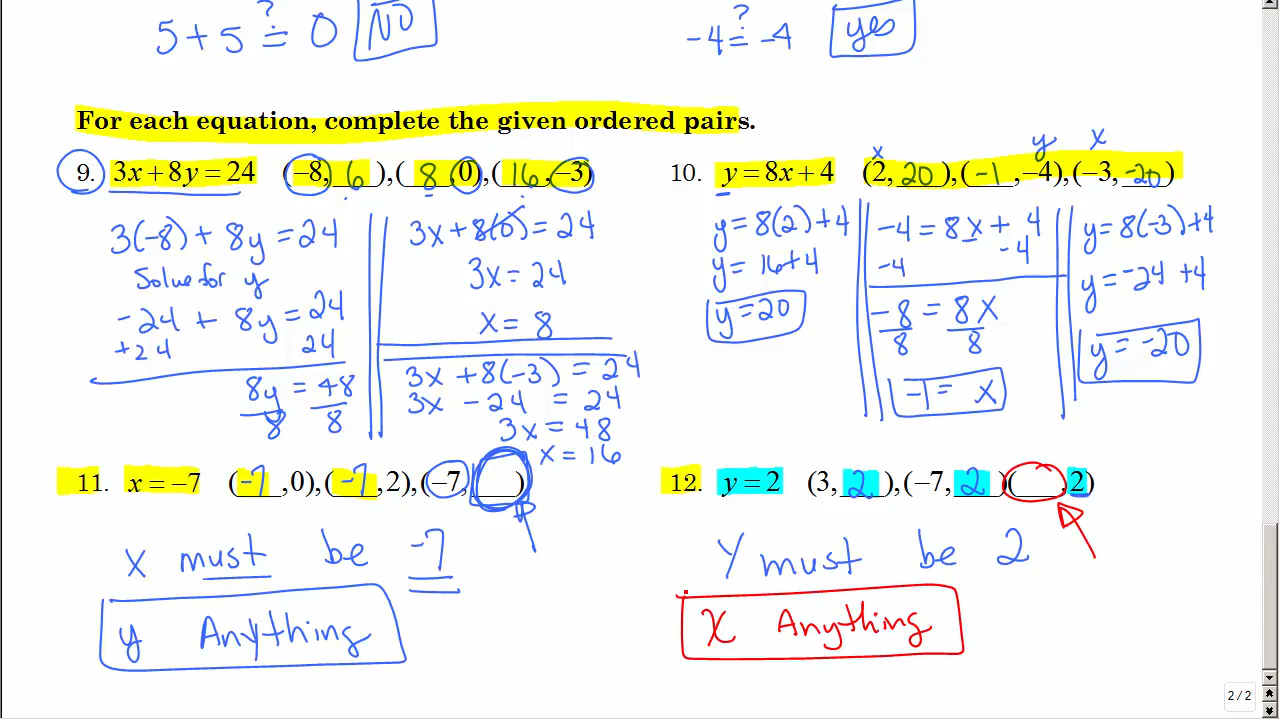 5 + 5 ?= 0 NO
-4 ?= -4 yes
For each equation, complete the given ordered pairs.
9. 3x + 8y = 24 (−8, 6 ),( 8 ,0),( 16 ,−3)
3(-8) + 8y = 24
Solve for y
-24 + 8y = 24
+24 24
8y = 48
8 8
3x + 8(0) = 24
3x = 24
x = 8
3x + 8(-3) = 24
3x - 24 = 24
3x = 48
x = 16
y x
x
10. y = 8x + 4 (2, 20 ),( -1 ,−4),(−3, -20 )
y = 8(2) + 4
y = 16 + 4
y = 20
-4 = 8x + 4
-4 -4
-8 = 8x
8 8
-1 = x
y = 8(-3) + 4
y = -24 + 4
y = -20
11. x = −7 ( -7 ,0),( -7 ,2),(−7,___)
x must be -7
y Anything
12. y = 2 (3, 2 ),(−7, 2 )(___,2)
Y must be 2
X Anything
2 / 2